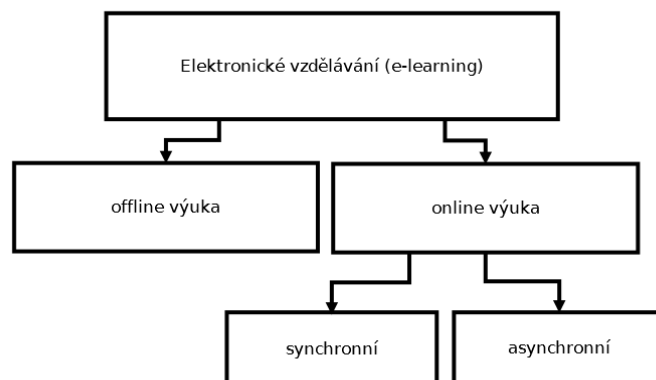 Elektronické vzdělávání (e-learning)
offline výuka
online výuka
synchronní
asynchronní